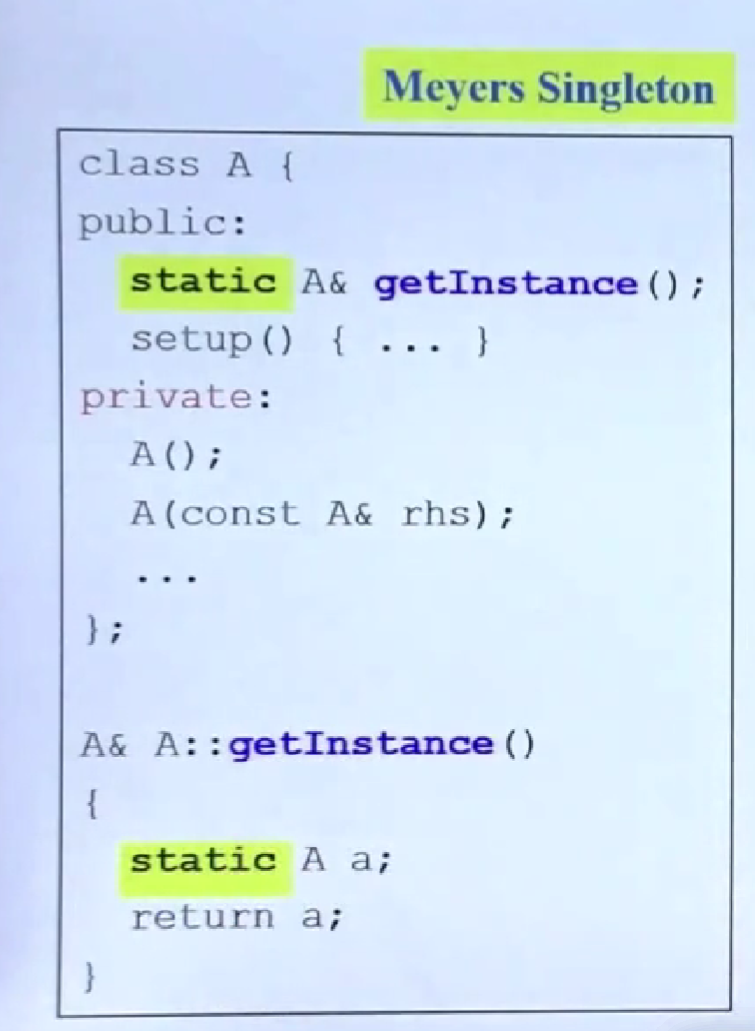 Meyers Singleton
class A {
public:
static A& getInstance();
setup() { ... }
private:
A();
A(const A& rhs);
...
};
A& A::getInstance()
{
static A a;
return a;
}